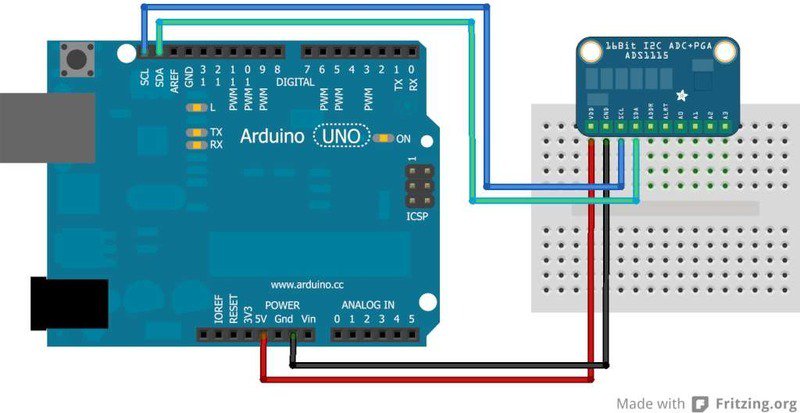 16Bit I2C ADC+PGA
ADS1115
VDD GND SCL SDA ADDR ALRT A0 A1 A2 A3
SCL SDA AREF GND 13 12 PWM 11 PWM 10 PWM 9 8
7 PWM 6 PWM 5 4 PWM 3 2 TX 1 RX 0
DIGITAL
L
TX
RX
Arduino UNO
ON
1
ICSP
www.arduino.cc
POWER
ANALOG IN
IOREF RESET 3V3 5V Gnd Vin
0 1 2 3 4 5
Made with Fritzing.org